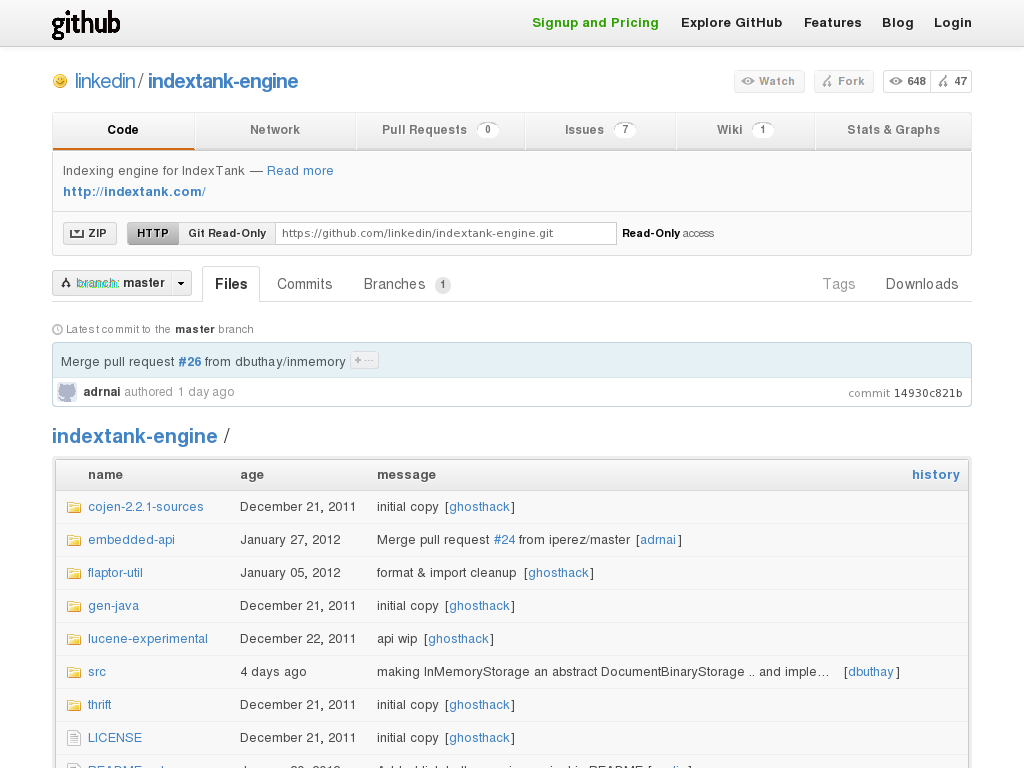 github
Signup and Pricing Explore GitHub Features Blog Login
linkedin / indextank-engine
Watch Fork 648 47
Code Network Pull Requests 0 Issues 7 Wiki 1 Stats & Graphs
Indexing engine for IndexTank — Read more
http://indextank.com/
ZIP HTTP Git Read-Only https://github.com/linkedin/indextank-engine.git Read-Only access
branch: master Files Commits Branches 1 Tags Downloads
Latest commit to the master branch
Merge pull request #26 from dbuthay/inmemory
adrnai authored 1 day ago commit 14930c821b
indextank-engine /
name age message history
cojen-2.2.1-sources December 21, 2011 initial copy [ghosthack]
embedded-api January 27, 2012 Merge pull request #24 from iperez/master [adrnai]
flaptor-util January 05, 2012 format & import cleanup [ghosthack]
gen-java December 21, 2011 initial copy [ghosthack]
lucene-experimental December 22, 2011 api wip [ghosthack]
src 4 days ago making InMemoryStorage an abstract DocumentBinaryStorage .. and imple… [dbuthay]
thrift December 21, 2011 initial copy [ghosthack]
LICENSE December 21, 2011 initial copy [ghosthack]